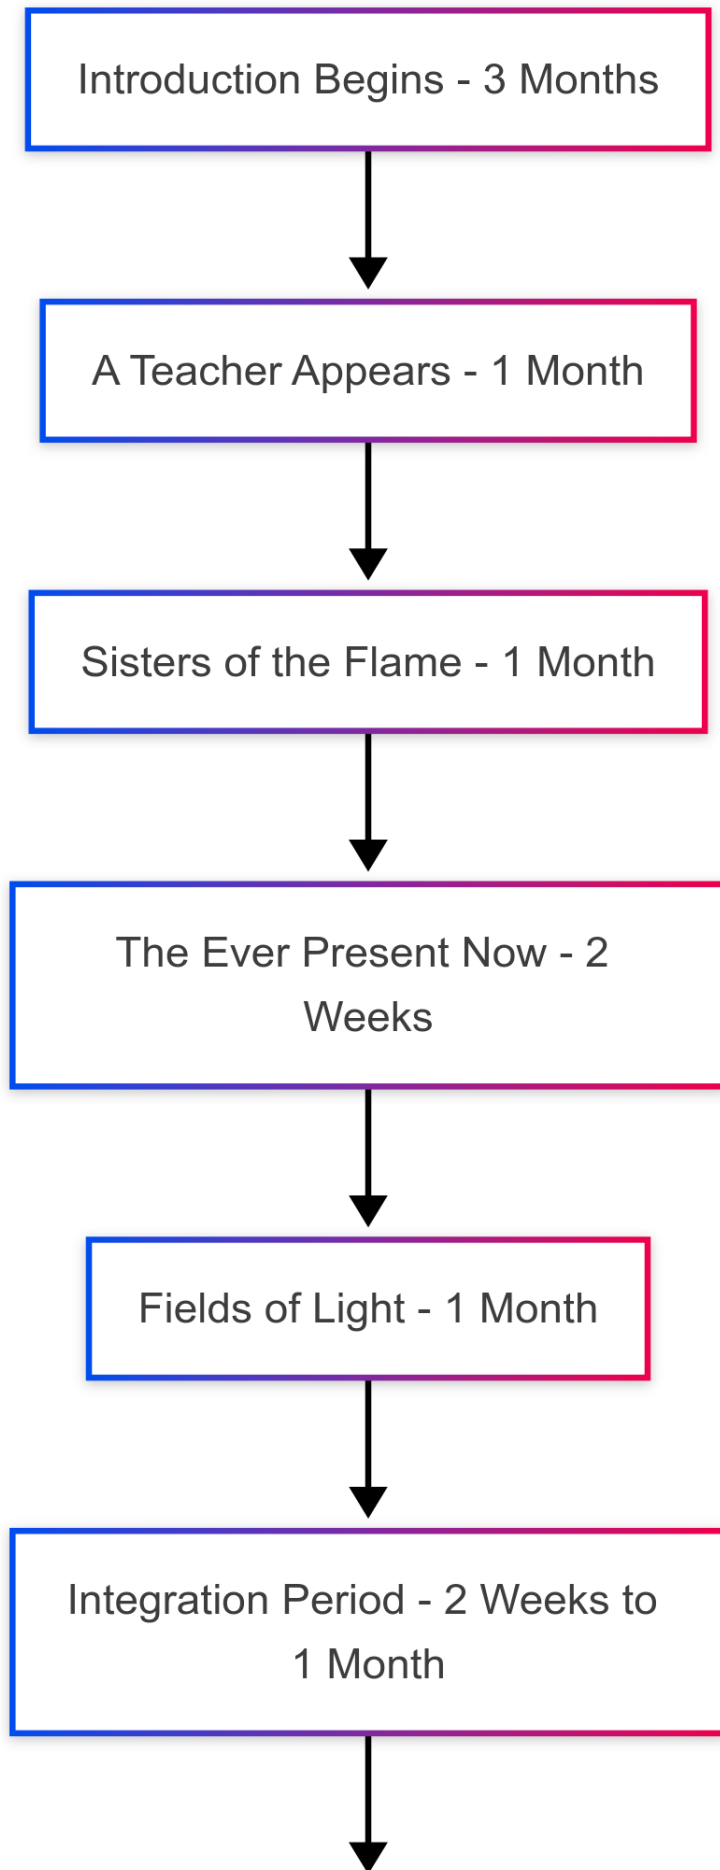 Introduction Begins - 3 Months
A Teacher Appears - 1 Month
Sisters of the Flame - 1 Month
The Ever Present Now - 2
Weeks
Fields of Light - 1 Month
Integration Period - 2 Weeks to
1 Month